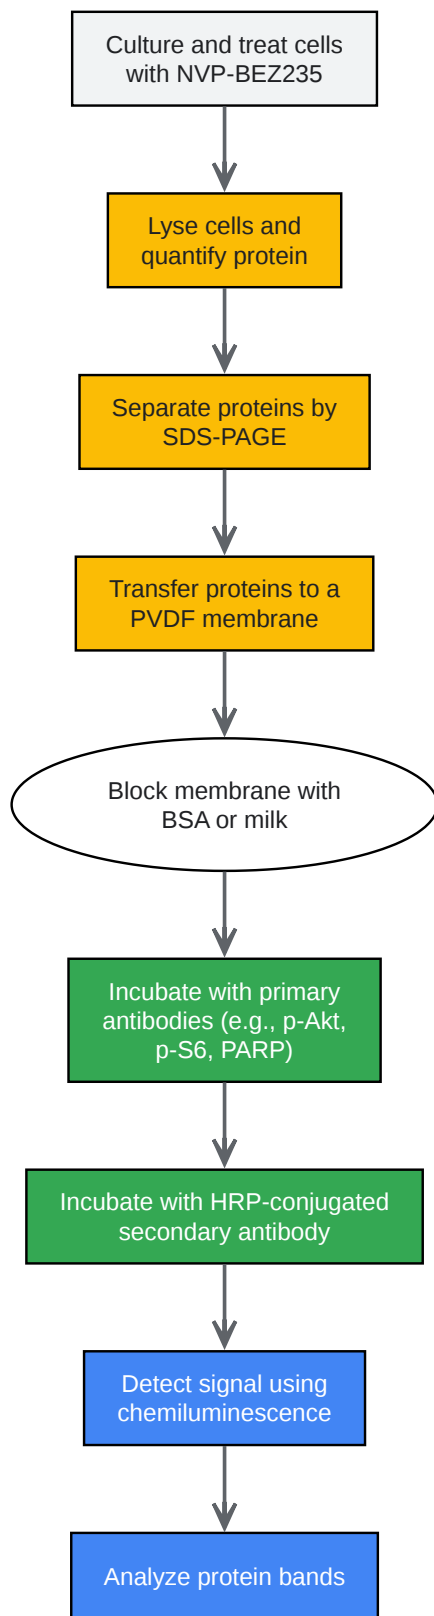 Culture and treat cells
with NVP-BEZ235
Lyse cells and
quantify protein
Separate proteins by
SDS-PAGE
Transfer proteins to a
PVDF membrane
Block membrane with
BSA or milk
Incubate with primary
antibodies (e.g., p-Akt,
p-S6, PARP)
Incubate with HRP-conjugated
secondary antibody
Detect signal using
chemiluminescence
Analyze protein bands